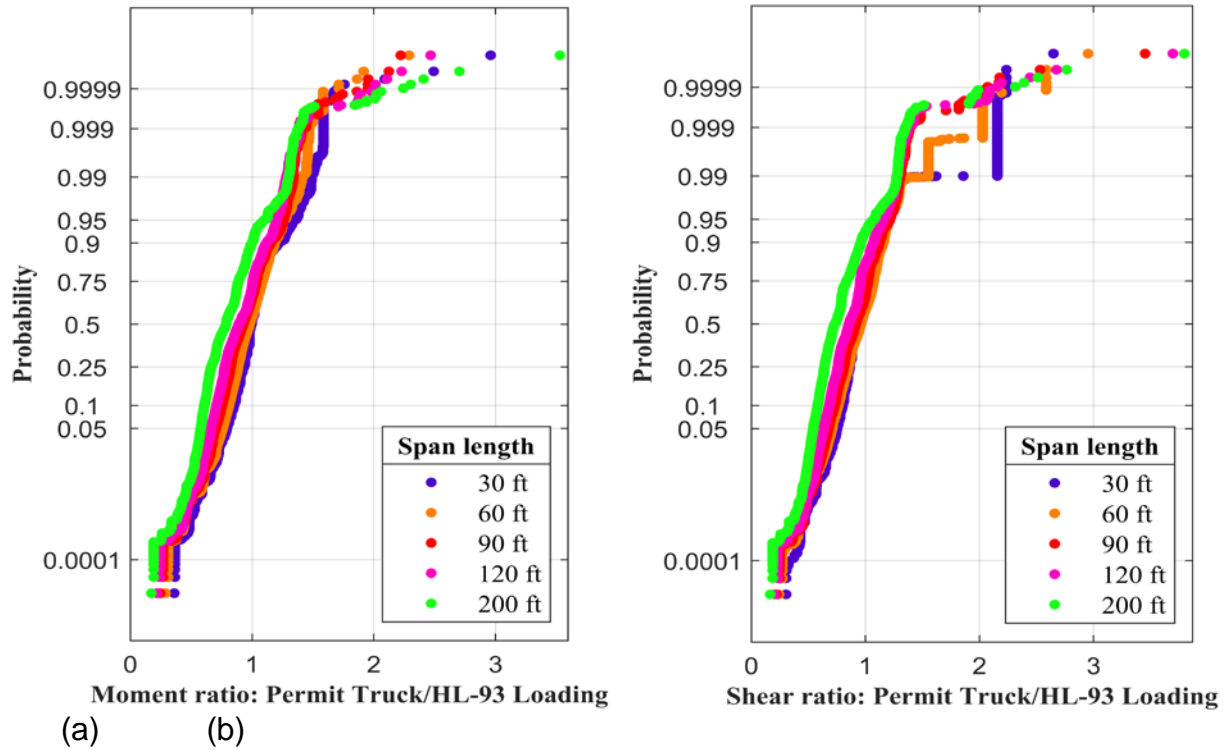 0.9999
0.999
0.99
0.95
0.9
0.75
0.5
0.25
0.1
0.05
0.0001
Probability
Span length
30 ft
60 ft
90 ft
120 ft
200 ft
0 1 2 3
Moment ratio: Permit Truck/HL-93 Loading
0.9999
0.999
0.99
0.95
0.9
0.75
0.5
0.25
0.1
0.05
0.0001
Probability
Span length
30 ft
60 ft
90 ft
120 ft
200 ft
0 1 2 3
Shear ratio: Permit Truck/HL-93 Loading
(a) (b)